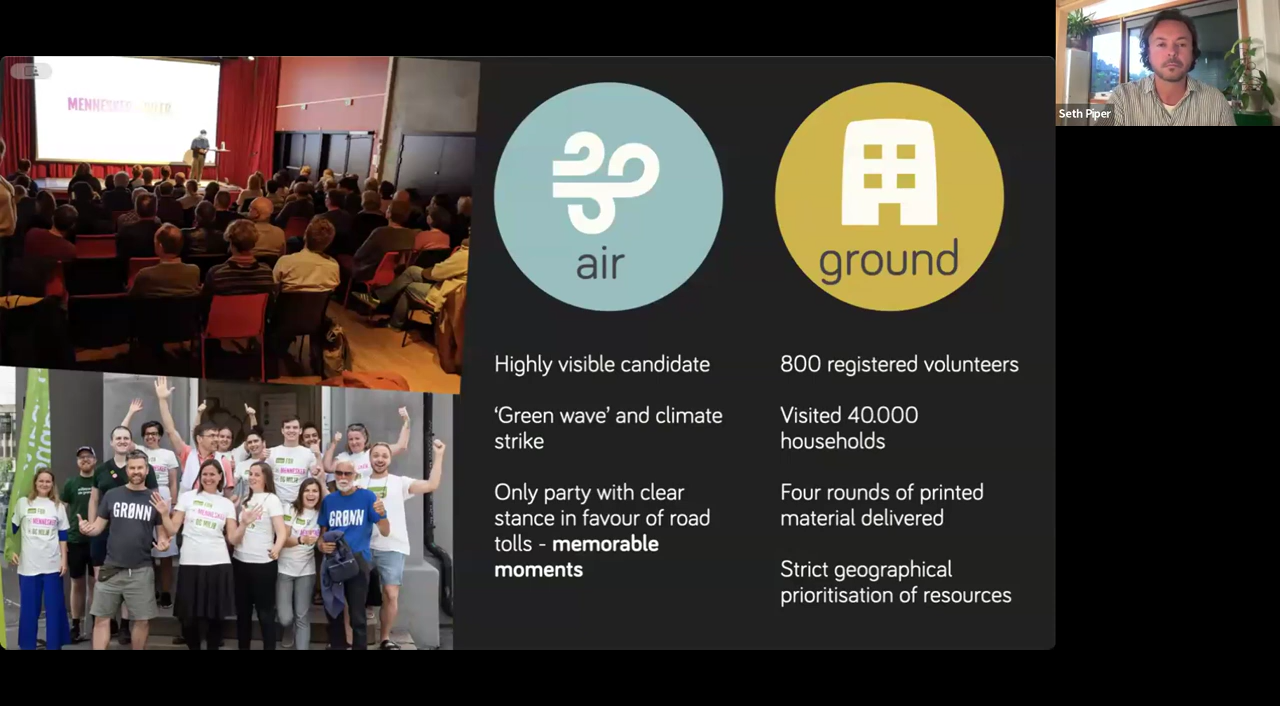 MENNESKER
Seth Piper
GRØNN
GRØNN
air
Highly visible candidate
‘Green wave’ and climate
strike
Only party with clear
stance in favour of road
tolls - memorable
moments
ground
800 registered volunteers
Visited 40.000
households
Four rounds of printed
material delivered
Strict geographical
prioritisation of resources